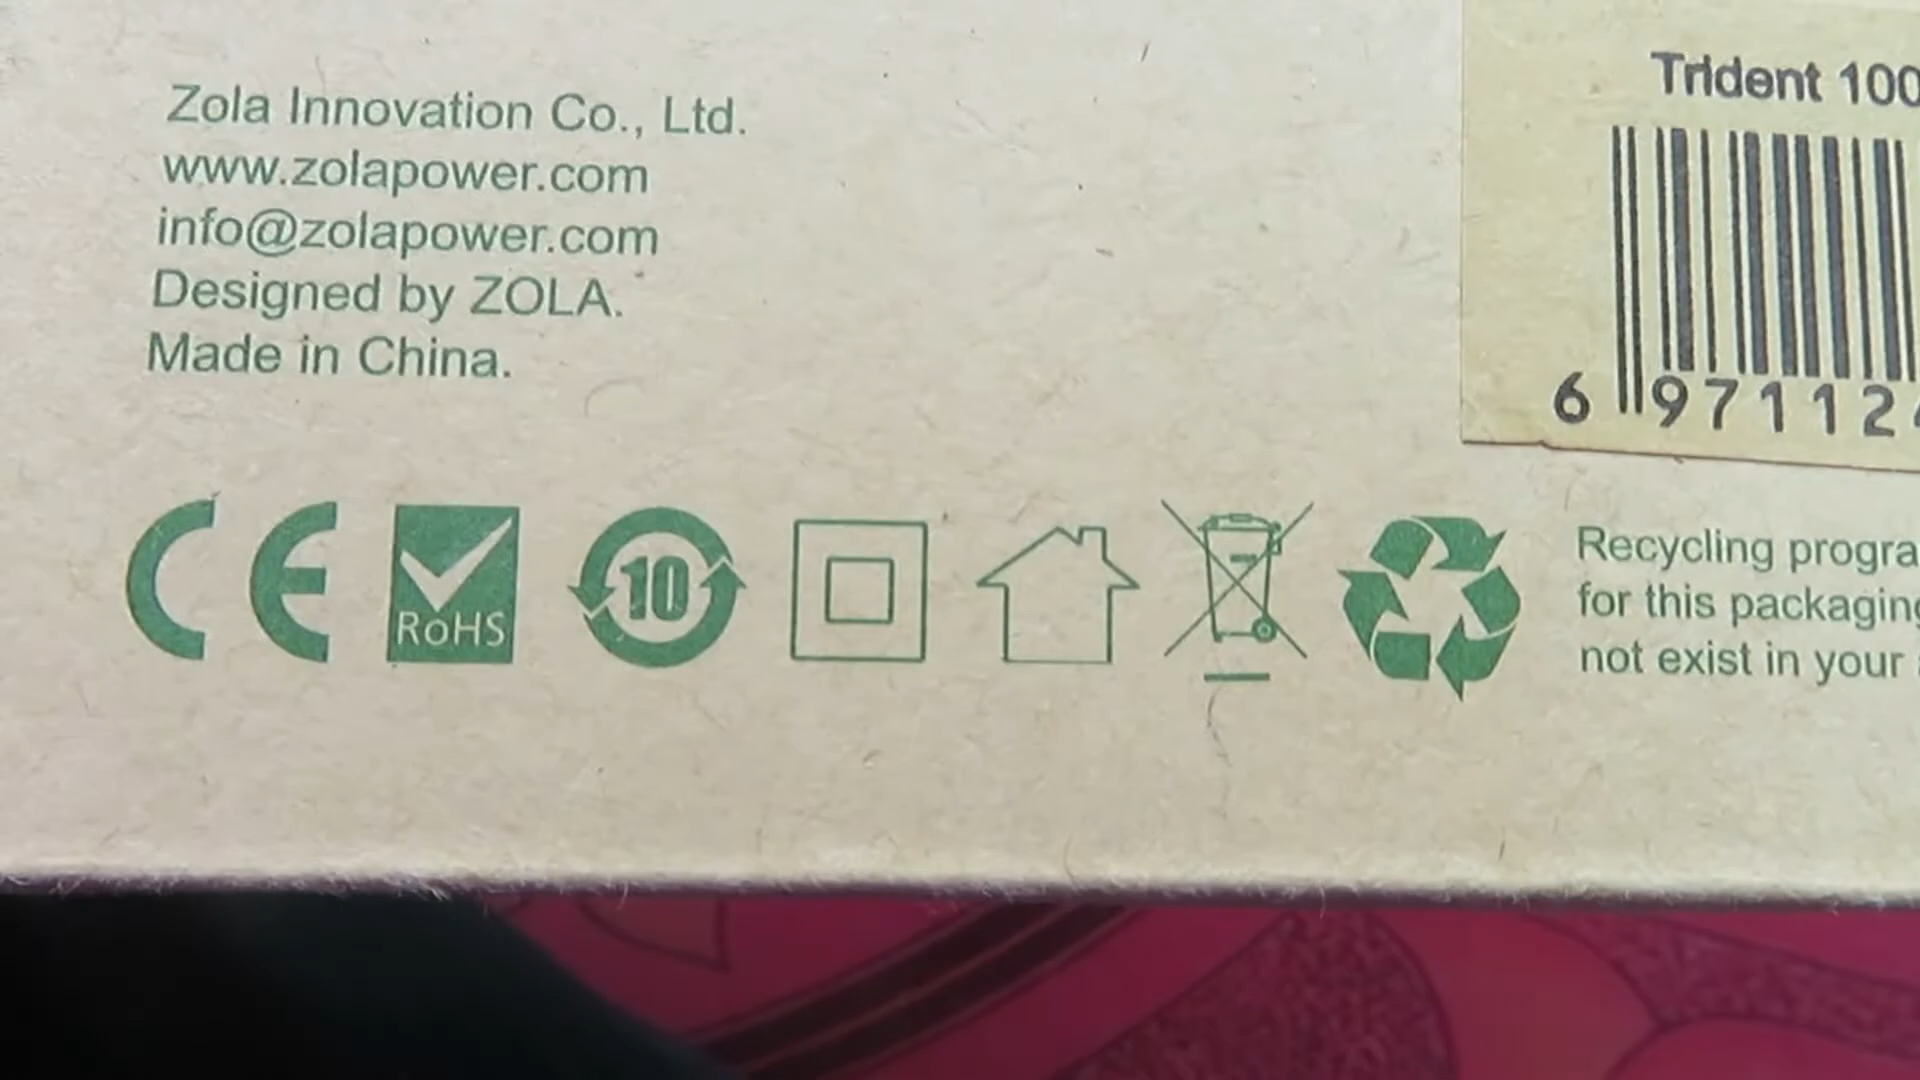 Zola Innovation Co., Ltd.
www.zolapower.com
info@zolapower.com
Designed by ZOLA.
Made in China.
Trident 100
6 971124
CE
RoHS
10
Recycling progra
for this packaging
not exist in your